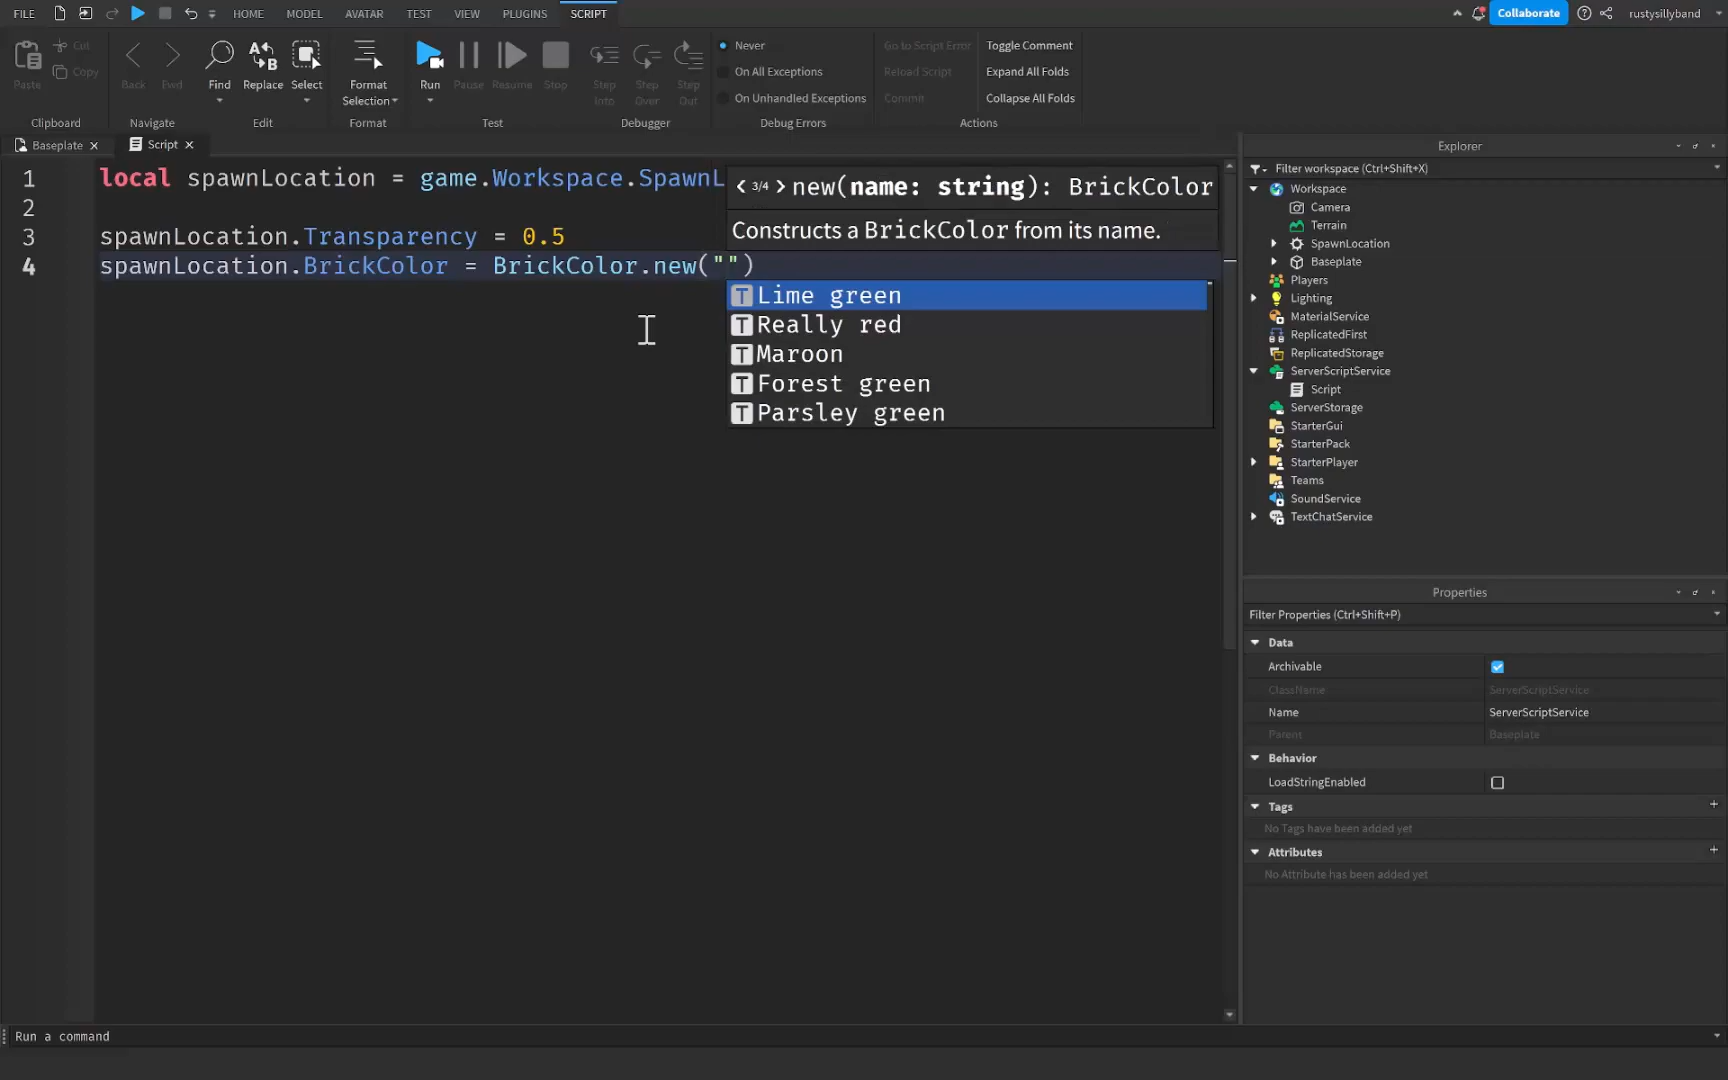 FILE HOME MODEL AVATAR TEST VIEW PLUGINS SCRIPT Collaborate rustysillyband
Paste Cut Copy Clipboard
Back Fwd Navigate
Find Replace Select Edit
Format Selection Format
Run Pause Resume Stop Test
Step Into Step Over Step Out Debugger
Never
On All Exceptions
On Unhandled Exceptions
Debug Errors
Go to Script Error
Reload Script
Commit
Toggle Comment
Expand All Folds
Collapse All Folds
Actions
Baseplate Script
1 local spawnLocation = game.Workspace.SpawnL
2
3 spawnLocation.Transparency = 0.5
4 spawnLocation.BrickColor = BrickColor.new("")
< 3/4 > new(name: string): BrickColor
Constructs a BrickColor from its name.
T Lime green
T Really red
T Maroon
T Forest green
T Parsley green
Explorer
Filter workspace (Ctrl+Shift+X)
Workspace
Camera
Terrain
SpawnLocation
Baseplate
Players
Lighting
MaterialService
ReplicatedFirst
ReplicatedStorage
ServerScriptService
Script
ServerStorage
StarterGui
StarterPack
StarterPlayer
Teams
SoundService
TextChatService
Properties
Filter Properties (Ctrl+Shift+P)
Data
Archivable
ClassName ServerScriptService
Name ServerScriptService
Parent Baseplate
Behavior
LoadStringEnabled
Tags
No Tags have been added yet
Attributes
No Attribute has been added yet
Run a command